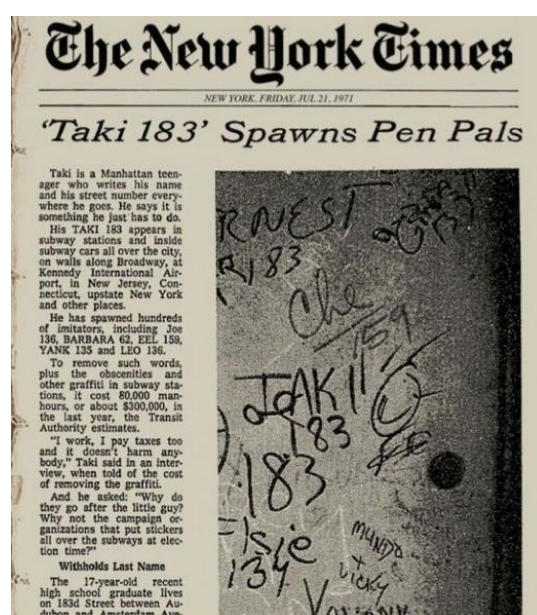 The New York Times
NEW YORK, FRIDAY, JUL 21, 1971
‘Taki 183’ Spawns Pen Pals
Taki is a Manhattan teen-
ager who writes his name
and his street number every-
where he goes. He says it is
something he just has to do.
His TAKI 183 appears in
subway stations and inside
subway cars all over the city,
on walls along Broadway, at
Kennedy International Air-
port, in New Jersey, Con-
necticut, upstate New York
and other places.
He has spawned hundreds
of imitators, including Joe
136, BARBARA 62, EEL 159,
YANK 135 and LEO 136.
To remove such words,
plus the obscenities and
other graffiti in subway sta-
tions, it cost 80,000 man-
hours, or about $300,000, in
the last year, the Transit
Authority estimates.
“I work, I pay taxes too
and it doesn’t harm any-
body,” Taki said in an inter-
view, when told of the cost
of removing the graffiti.
And he asked: “Why do
they go after the little guy?
Why not the campaign or-
ganizations that put stickers
all over the subways at elec-
tion time?”
Withholds Last Name
The 17-year-old recent
high school graduate lives
on 183d Street between Au-
dubon and Amsterdam Ave-
RNEST
183
Che
159
TAKI
183
183
Elsie
137
MUNDO
+
VICKY